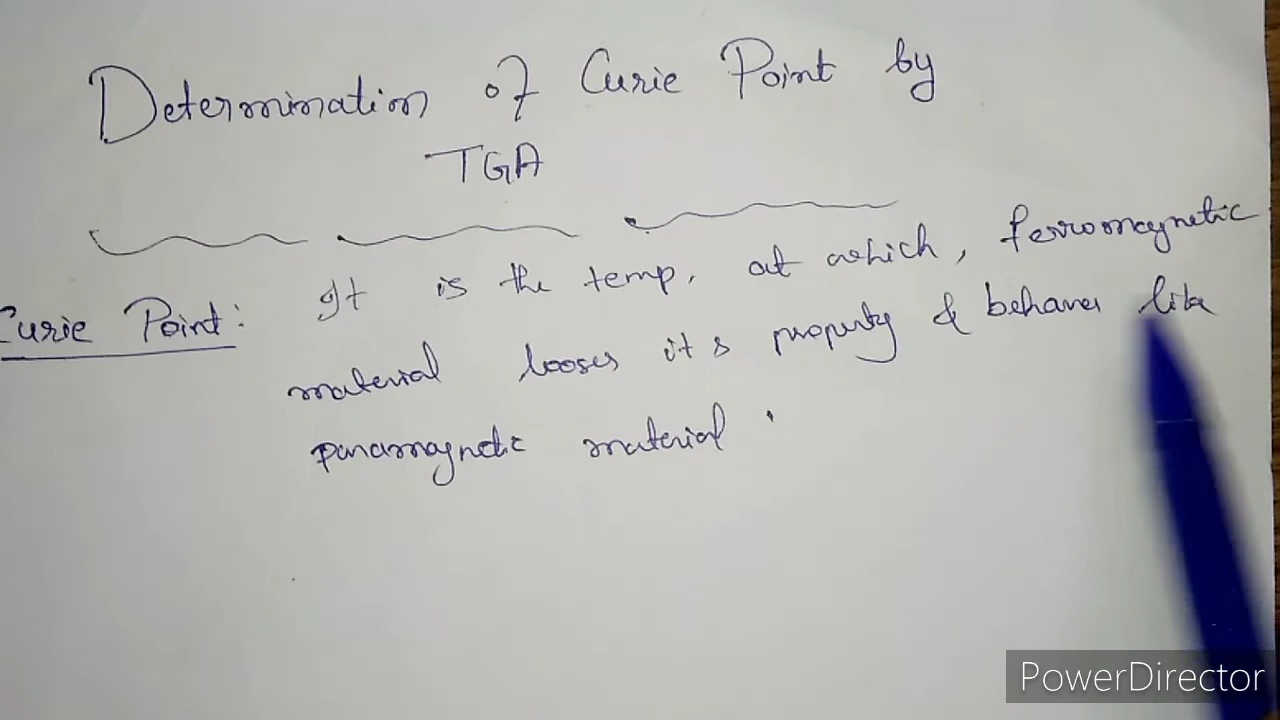 Determination of Curie Point by
TGA
Curie Point: It is the temp, at which, ferromagnetic
material looses it's property & behaves like
paramagnetic material.
PowerDirector